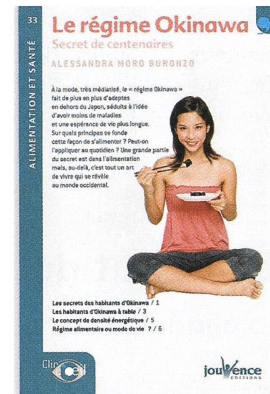 33
ALIMENTATION ET SANTÉ
Le régime Okinawa
Secret de centenaires
ALESSANDRA MORO BURONZO
À la mode, très médiatisé, le « régime Okinawa »
fait de plus en plus d'adeptes
en dehors du Japon, séduits à l'idée
d'avoir moins de maladies
et une espérance de vie plus longue.
Sur quels principes se fonde
cette façon de s'alimenter ? Peut-on
l'appliquer au quotidien ? Une grande partie
du secret est dans l'alimentation
mais, au-delà, c'est tout un art
de vivre qui se révèle
au monde occidental.
Les secrets des habitants d'Okinawa / 1
Les habitants d'Okinawa à table / 3
Le concept de densité énergétique / 5
Régime alimentaire ou mode de vie ? / 6
jouvence
EDITIONS